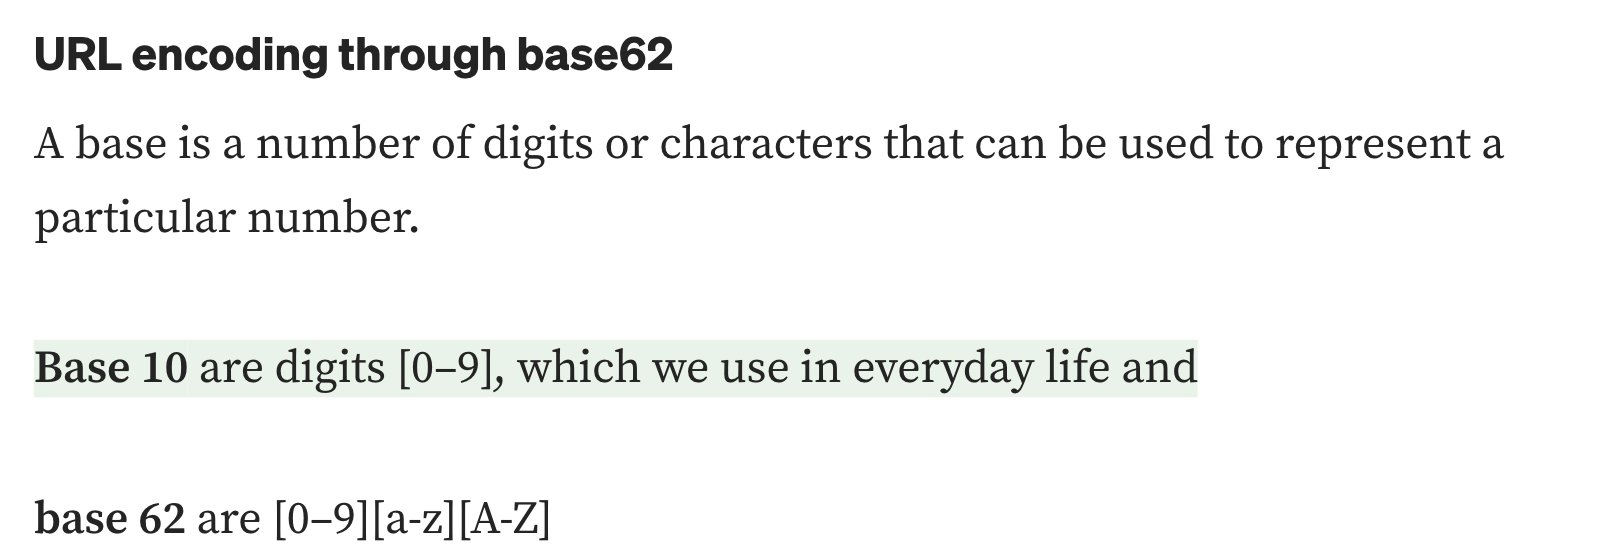 URL encoding through base62
A base is a number of digits or characters that can be used to represent a
particular number.
Base 10 are digits [0–9], which we use in everyday life and
base 62 are [0–9][a-z][A-Z]